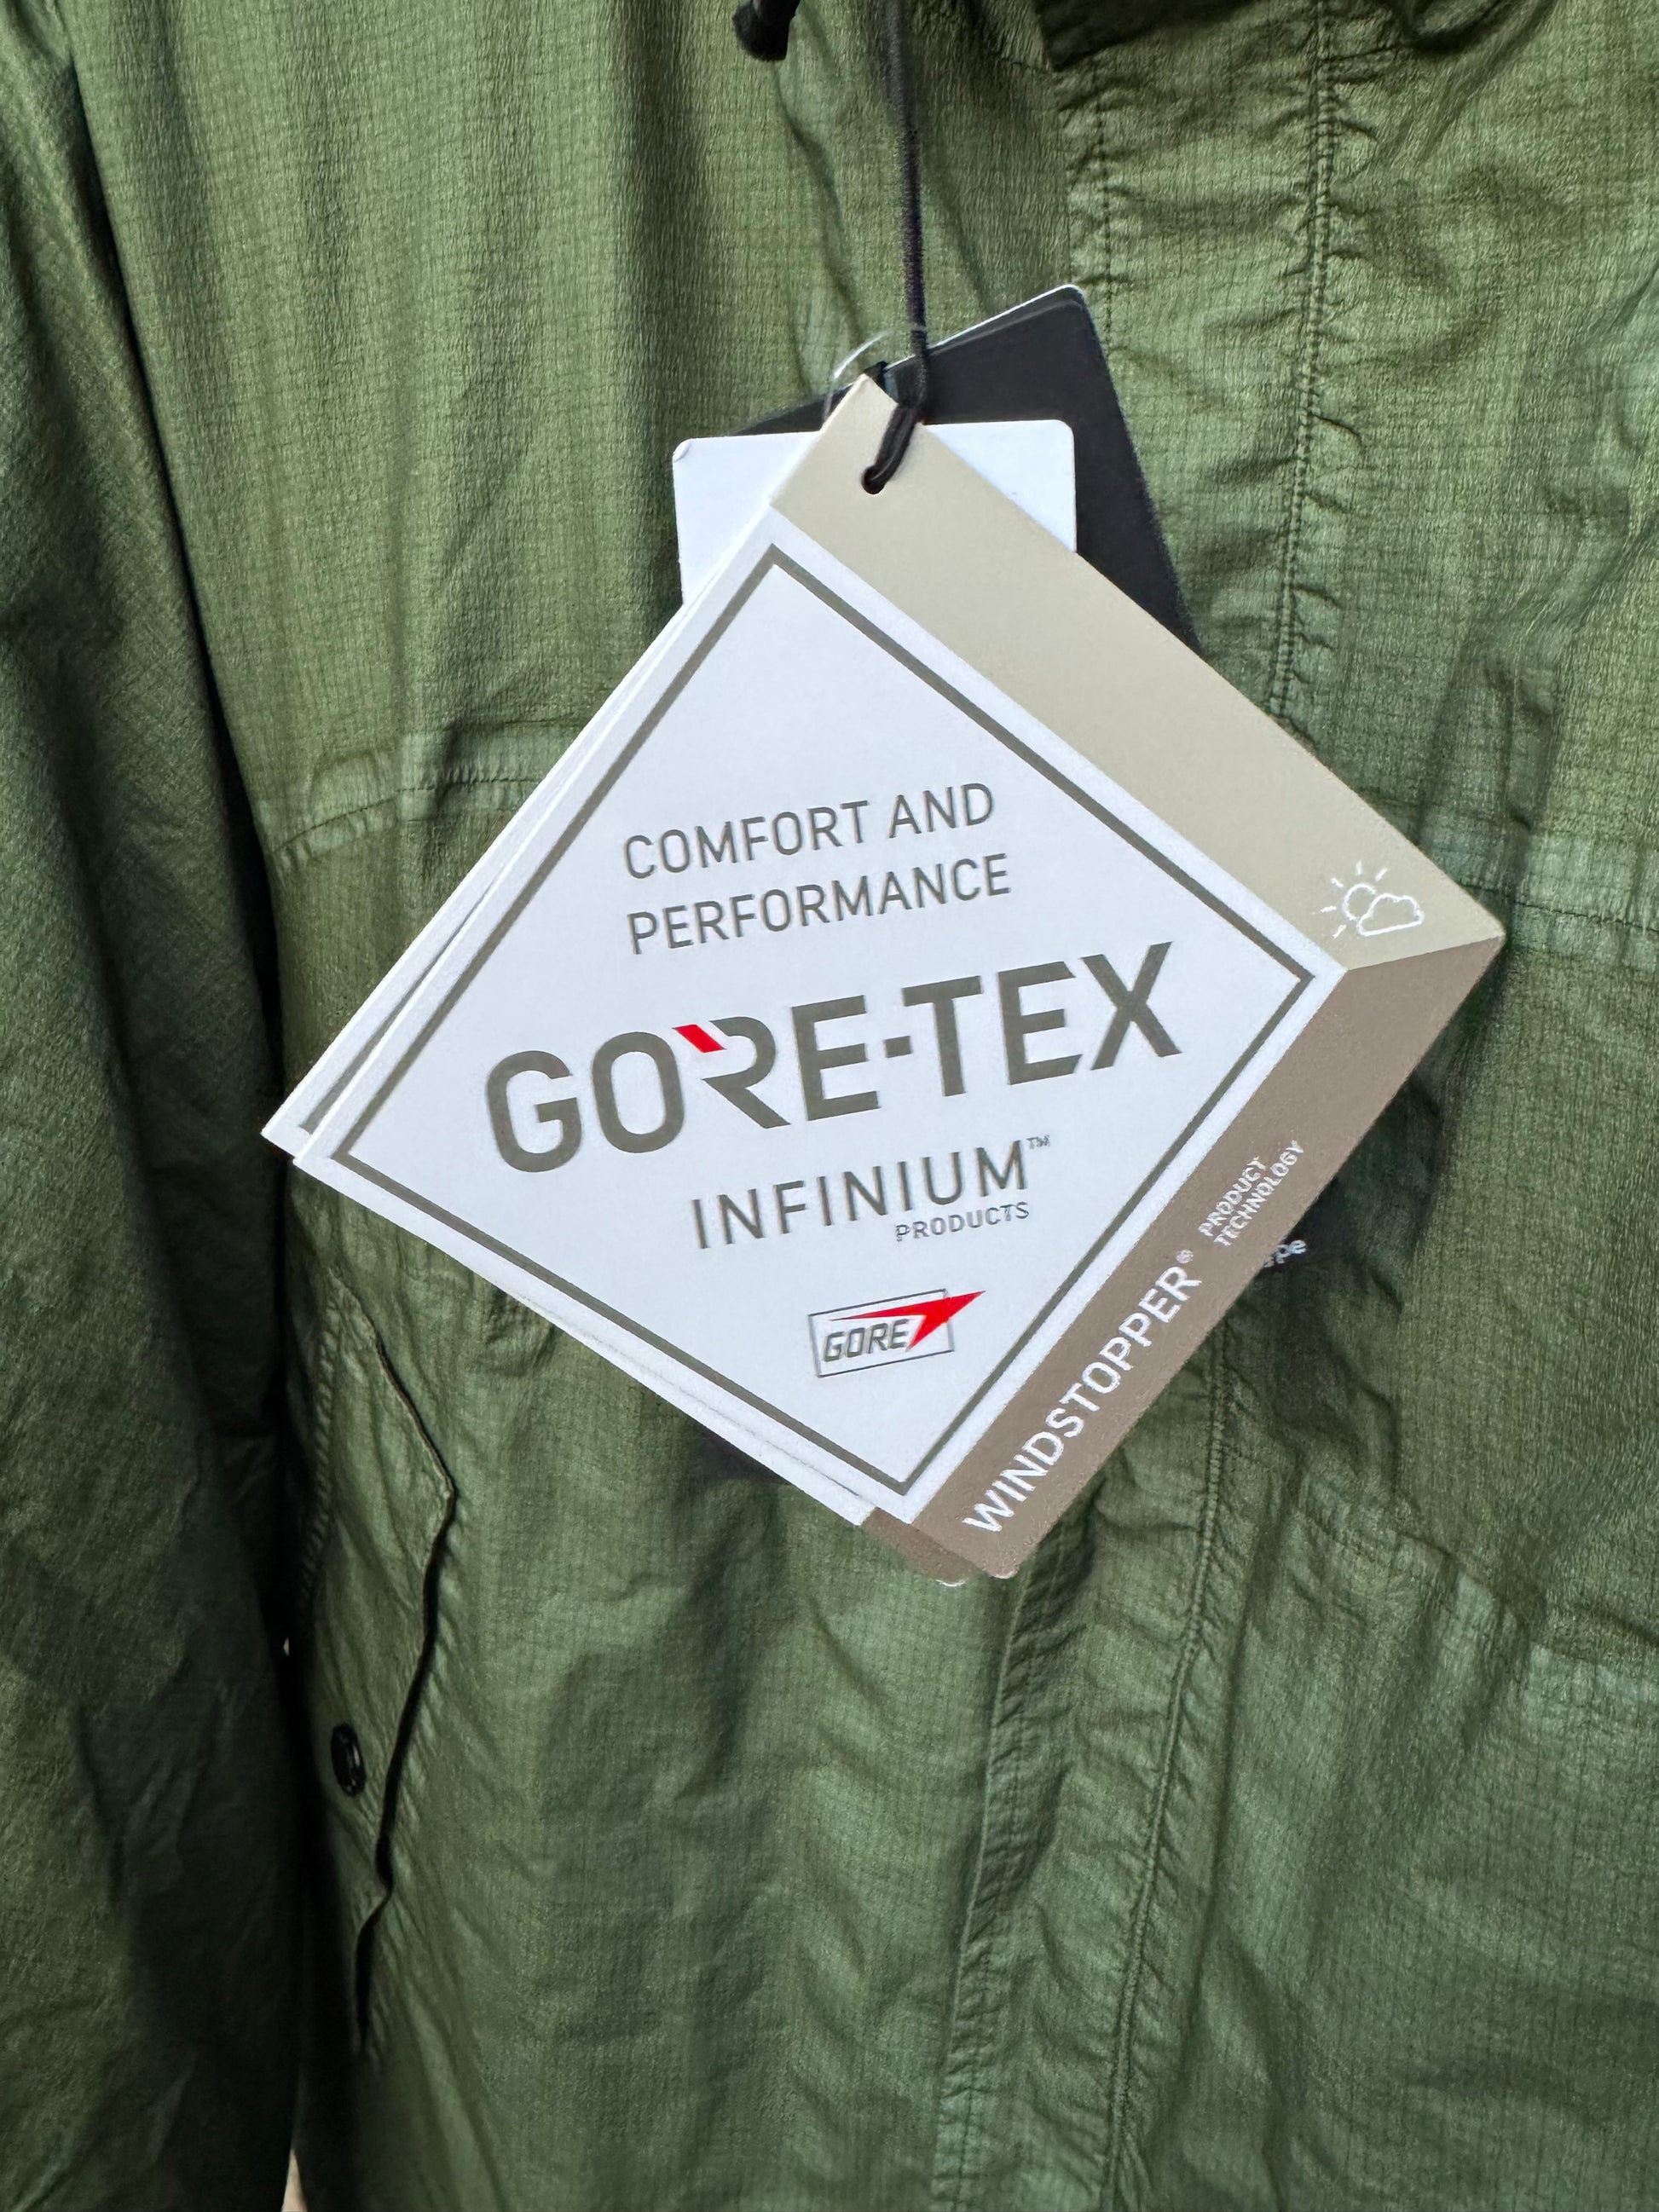 COMFORT AND
PERFORMANCE
GORE-TEX
INFINIUM™
PRODUCTS
GORE
WINDSTOPPER®
PRODUCT
TECHNOLOGY